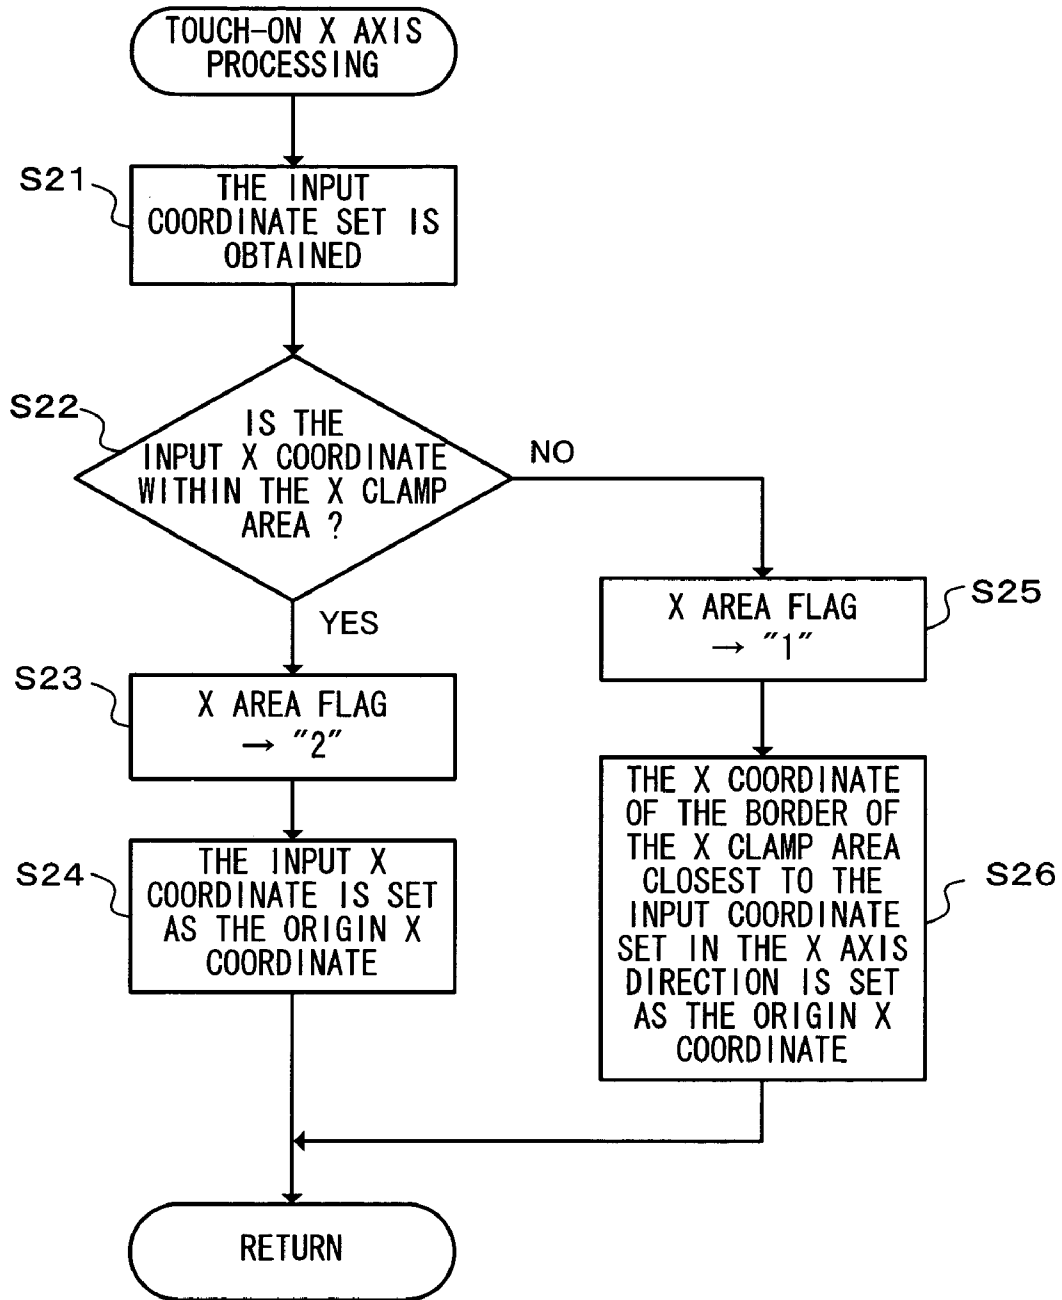 TOUCH-ON X AXIS
PROCESSING
S21
THE INPUT
COORDINATE SET IS
OBTAINED
S22
IS THE
INPUT X COORDINATE
WITHIN THE X CLAMP
AREA ?
NO
YES
S23
X AREA FLAG
→ "2"
S24
THE INPUT X
COORDINATE IS SET
AS THE ORIGIN X
COORDINATE
S25
X AREA FLAG
→ "1"
S26
THE X COORDINATE
OF THE BORDER OF
THE X CLAMP AREA
CLOSEST TO THE
INPUT COORDINATE
SET IN THE X AXIS
DIRECTION IS SET
AS THE ORIGIN X
COORDINATE
RETURN